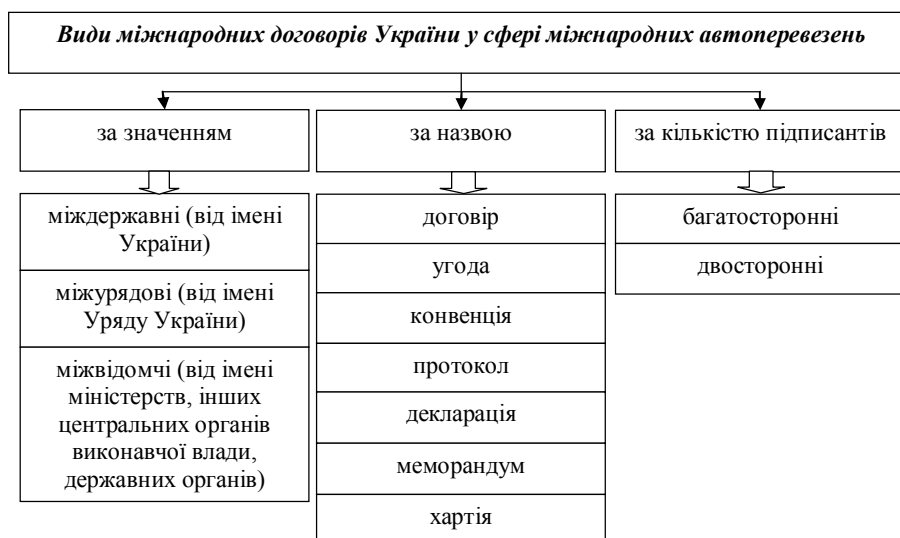 Види міжнародних договорів України у сфері міжнародних автоперевезень
за значенням
міждержавні (від імені
України)
міжурядові (від імені
Уряду України)
міжвідомчі (від імені
міністерств, інших
центральних органів
виконавчої влади,
державних органів)
за назвою
договір
угода
конвенція
протокол
декларація
меморандум
хартія
за кількістю підписантів
багатосторонні
двосторонні